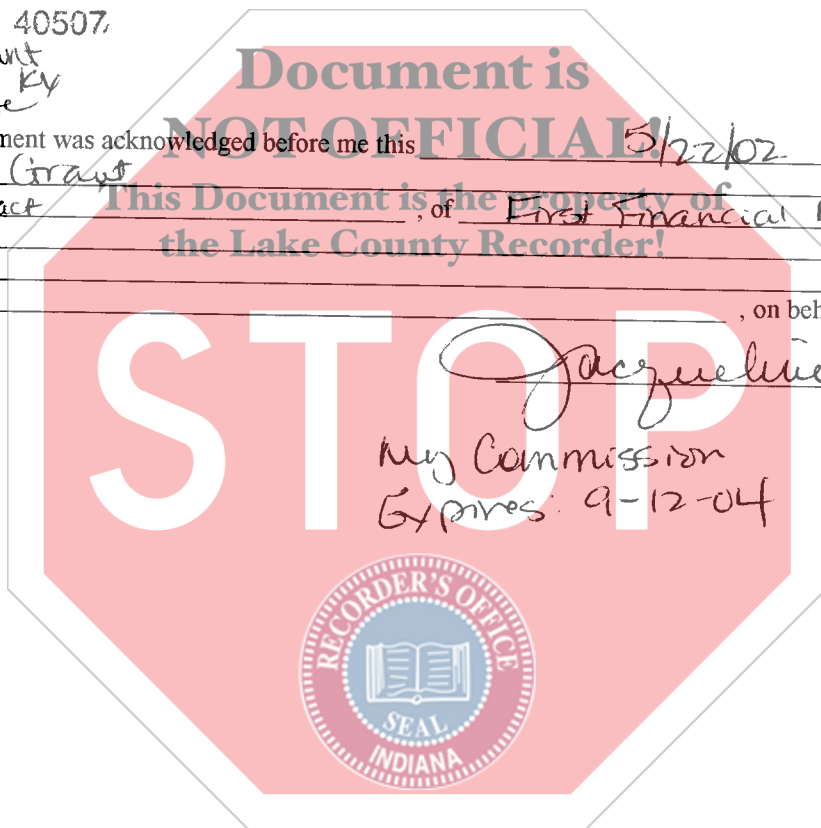 40507,
KY
Document is
NOT OFFICIAL!
ment was acknowledged before me this 5/22/02
Grant
This Document is the property of
act , of First Financial
the Lake County Recorder!
, on beh
STOP
Jacqueline
My Commission
Expires: 9-12-04
RECORDER'S OFFICE
SEAL
INDIANA